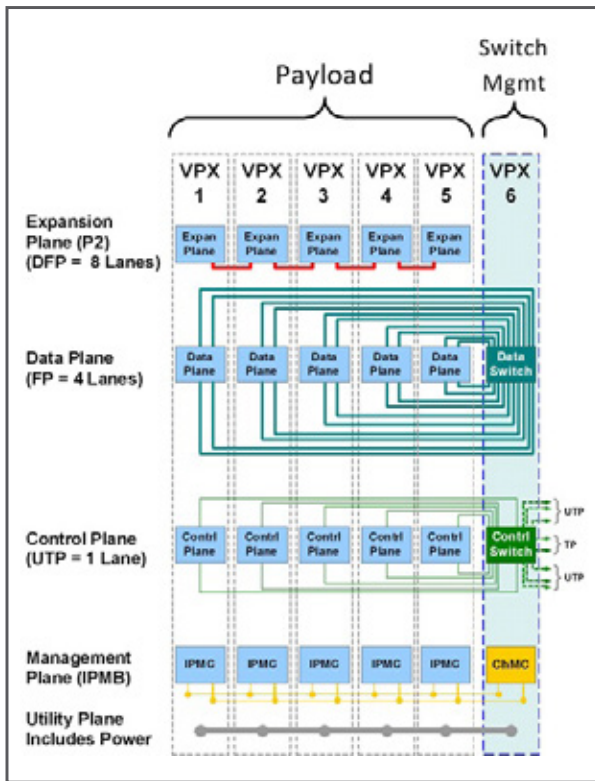 Payload
Switch
Mgmt
VPX
1
VPX
2
VPX
3
VPX
4
VPX
5
VPX
6
Expansion
Plane (P2)
(DFP = 8 Lanes)
Expan
Plane
Expan
Plane
Expan
Plane
Expan
Plane
Expan
Plane
Data Plane
(FP = 4 Lanes)
Data
Plane
Data
Plane
Data
Plane
Data
Plane
Data
Plane
Data
Switch
Control Plane
(UTP = 1 Lane)
Contrl
Plane
Contrl
Plane
Contrl
Plane
Contrl
Plane
Contrl
Plane
Contrl
Switch
UTP
TP
UTP
Management
Plane (IPMB)
IPMC
IPMC
IPMC
IPMC
IPMC
ChMC
Utility Plane
Includes Power